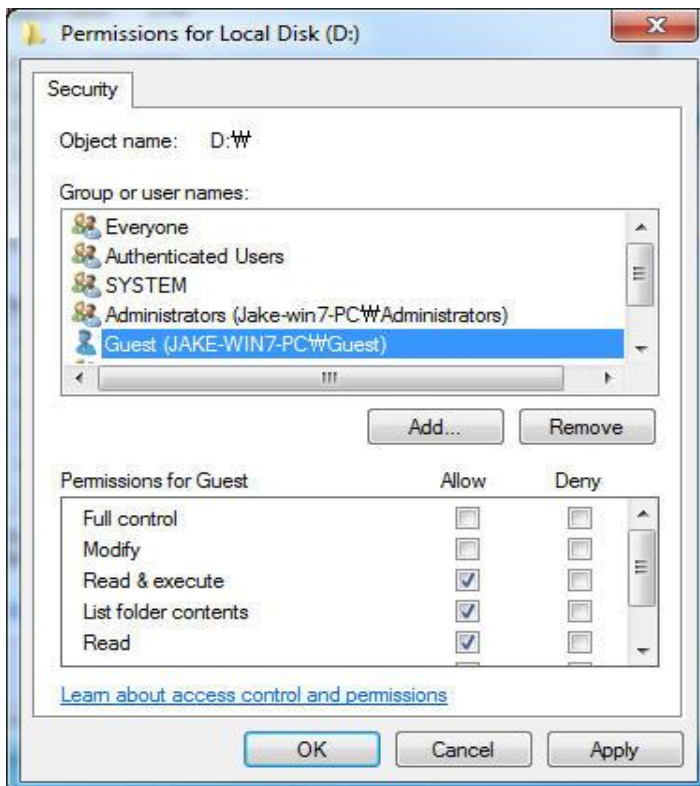 Permissions for Local Disk (D:)
Security
Object name: D:₩
Group or user names:
Everyone
Authenticated Users
SYSTEM
Administrators (Jake-win7-PC₩Administrators)
Guest (JAKE-WIN7-PC₩Guest)
Add... Remove
Permissions for Guest Allow Deny
Full control
Modify
Read & execute
List folder contents
Read
Learn about access control and permissions
OK Cancel Apply